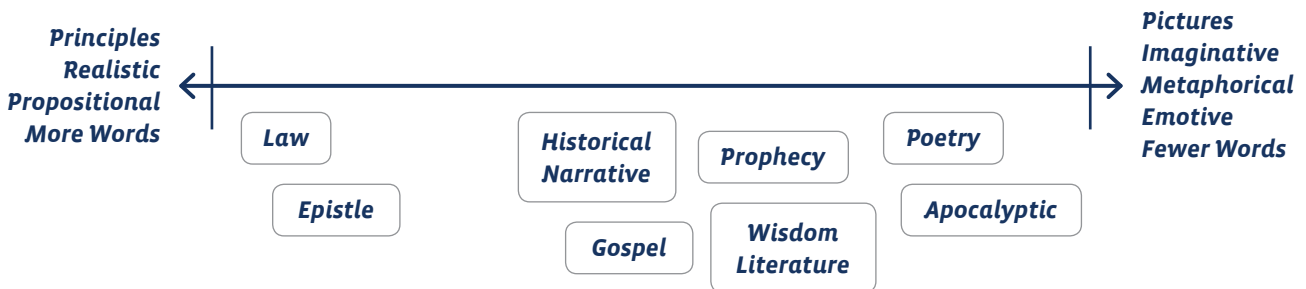 Principles
Realistic
Propositional
More Words
Pictures
Imaginative
Metaphorical
Emotive
Fewer Words
Law
Historical
Narrative
Prophecy
Poetry
Epistle
Gospel
Wisdom
Literature
Apocalyptic